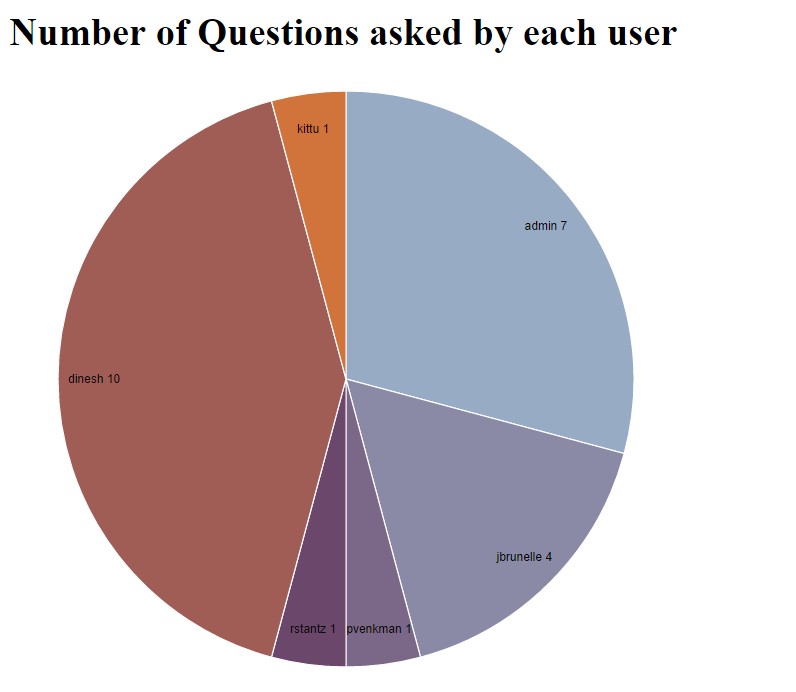 Number of Questions asked by each user
kittu 1
admin 7
dinesh 10
jbrunelle 4
rstantz 1
pvenkman 1